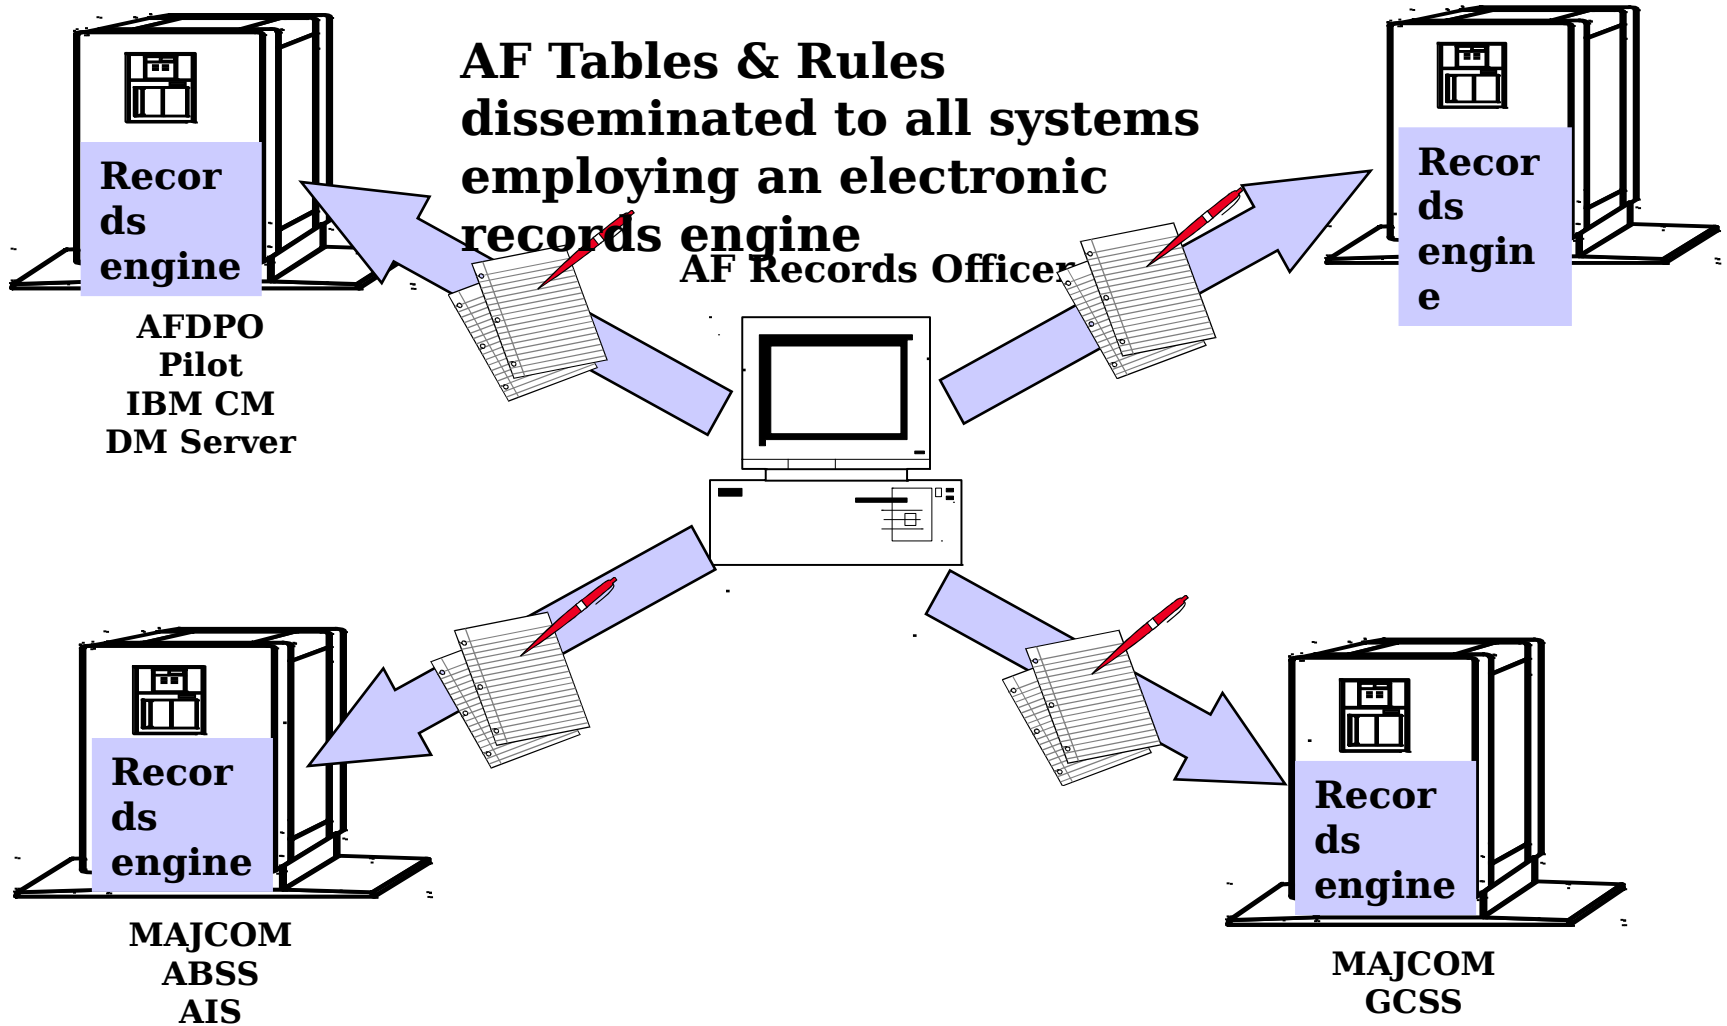 AF Tables & Rules
disseminated to all systems
employing an electronic
records engine
AF Records Officer
Recor
ds
engine
AFDPO
Pilot
IBM CM
DM Server
Recor
ds
engin
e
Recor
ds
engine
MAJCOM
ABSS
AIS
Recor
ds
engine
MAJCOM
GCSS